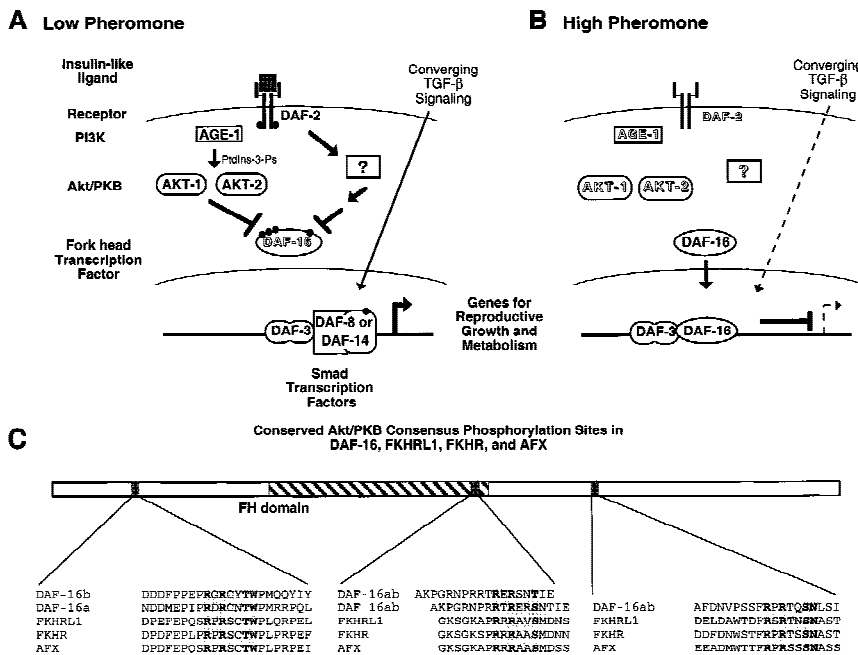 A Low Pheromone
Insulin-like
ligand
Receptor
DAF-2
PI3K
AGE-1
PtdIns-3-Ps
Akt/PKB
AKT-1
AKT-2
?
DAF-16
Fork head
Transcription
Factor
Converging
TGF-β
Signaling
DAF-3
DAF-8 or
DAF-14
Smad
Transcription
Factors
Genes for
Reproductive
Growth and
Metabolism
B High Pheromone
Converging
TGF-β
Signaling
DAF-2
AGE-1
?
AKT-1
AKT-2
DAF-16
DAF-3
DAF-16
C
Conserved Akt/PKB Consensus Phosphorylation Sites in
DAF-16, FKHRL1, FKHR, and AFX
FH domain
DAF-16b DDDFPPEPRGRCYTWPMQQYIY
DAF-16a NDDMEPIPRDRCNTWPMRRPQL
FKHRL1 DPEFEPQSRPRSCTWPLQRPEL
FKHR DPEFEPLPRPRSCTWPLPRPEF
AFX DPDFEPQSRPRSCTWPLPRPEI
DAF-16ab AKPGRNPRRTRERSNTIE
DAF-16ab AKPGRNPRRTRERSNTIE
FKHRL1 GKSGKAPRRRAVSMDNS
FKHR GKSGKSPRRRAASMDNN
AFX GKSGKAPRRRAASMDSS
DAF-16ab AFDNVPSSFRPRTQSNLSI
FKHRL1 DELDAWTDFRSRTNSNAST
FKHR DDFDNWSTFRPRTSSNAST
AFX EEADMWTTFRPRSSSNASS